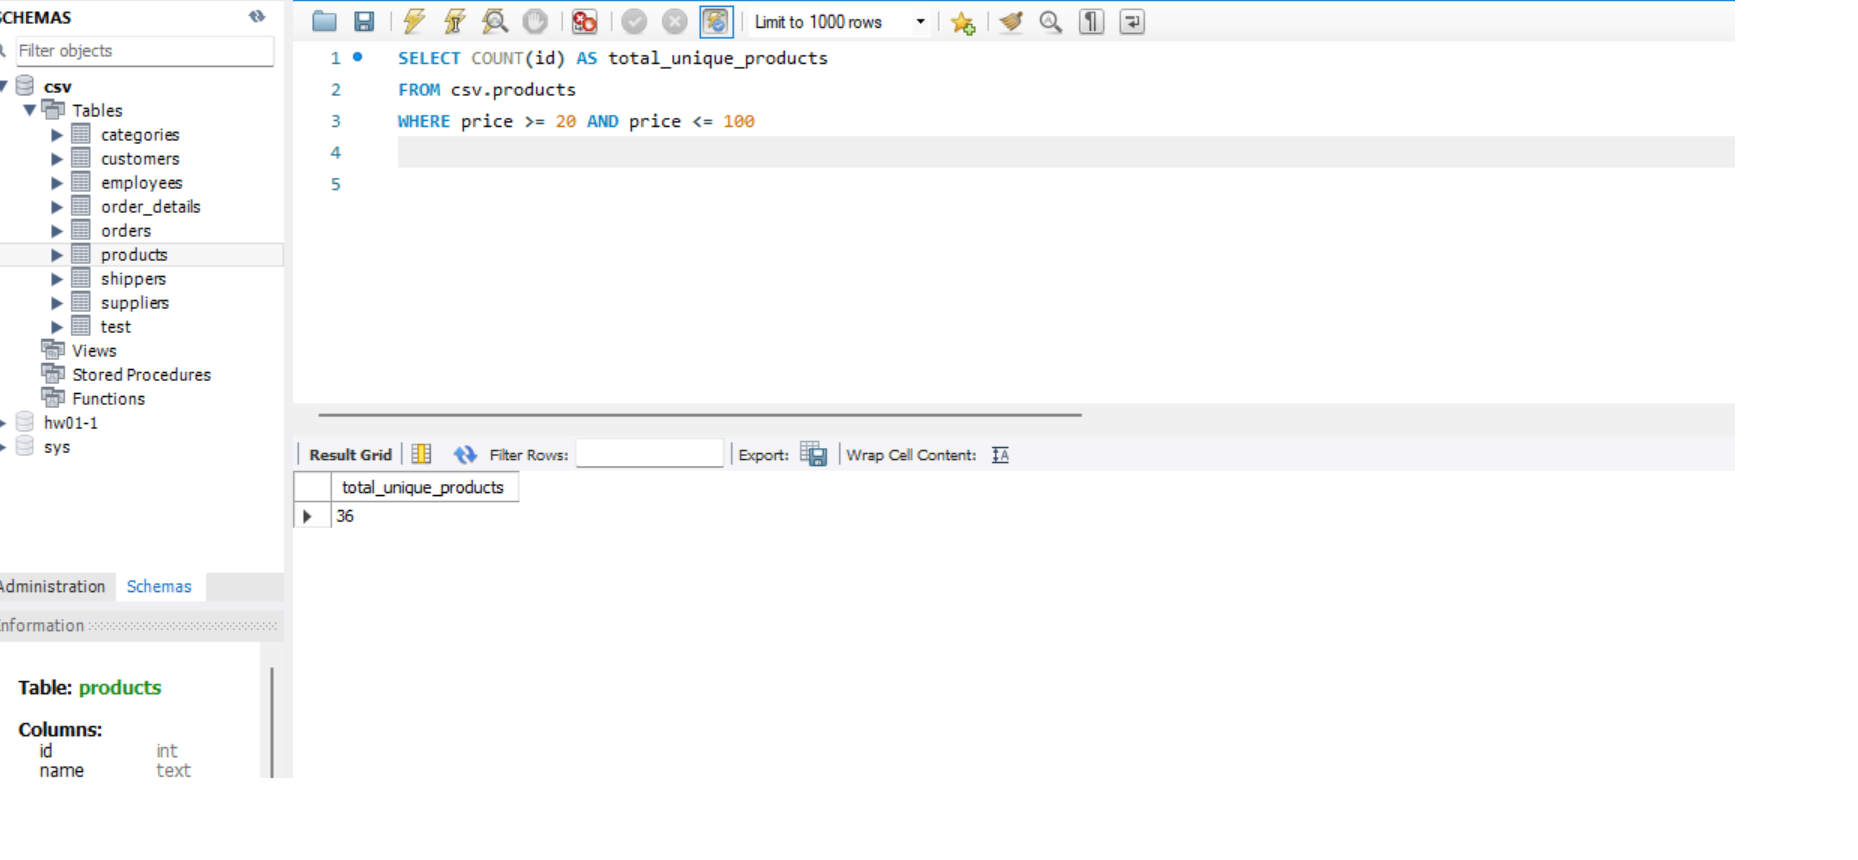 SCHEMAS
Filter objects
csv
Tables
categories
customers
employees
order_details
orders
products
shippers
suppliers
test
Views
Stored Procedures
Functions
hw01-1
sys
Administration Schemas
Information
Table: products
Columns:
id int
name text
Limit to 1000 rows
1 SELECT COUNT(id) AS total_unique_products
2 FROM csv.products
3 WHERE price >= 20 AND price <= 100
4
5
Result Grid Filter Rows: Export: Wrap Cell Content:
total_unique_products
36